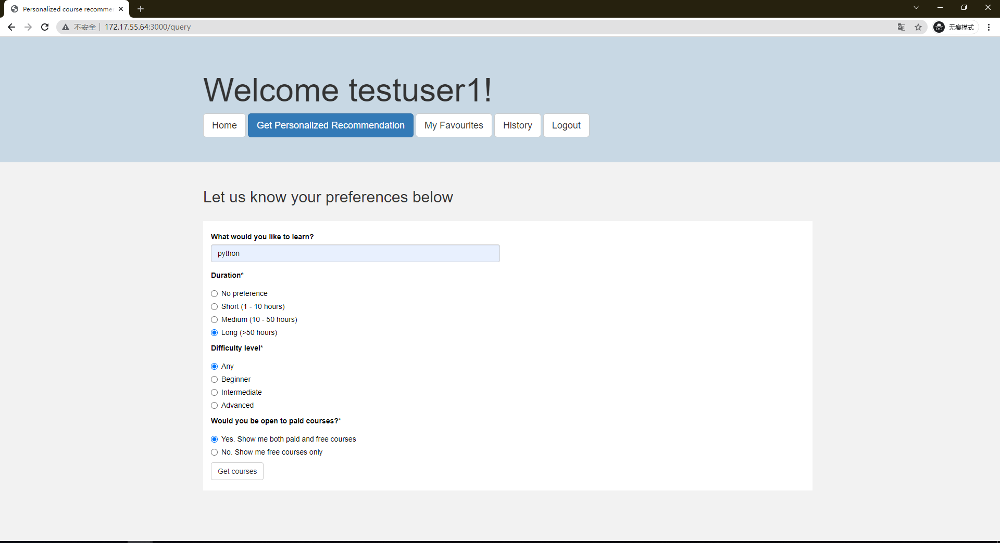 Personalized course recomme
不安全 172.17.55.64:3000/query
无痕模式
Welcome testuser1!
Home Get Personalized Recommendation My Favourites History Logout
Let us know your preferences below
What would you like to learn?
python
Duration*
No preference
Short (1 - 10 hours)
Medium (10 - 50 hours)
Long (>50 hours)
Difficulty level*
Any
Beginner
Intermediate
Advanced
Would you be open to paid courses?*
Yes. Show me both paid and free courses
No. Show me free courses only
Get courses